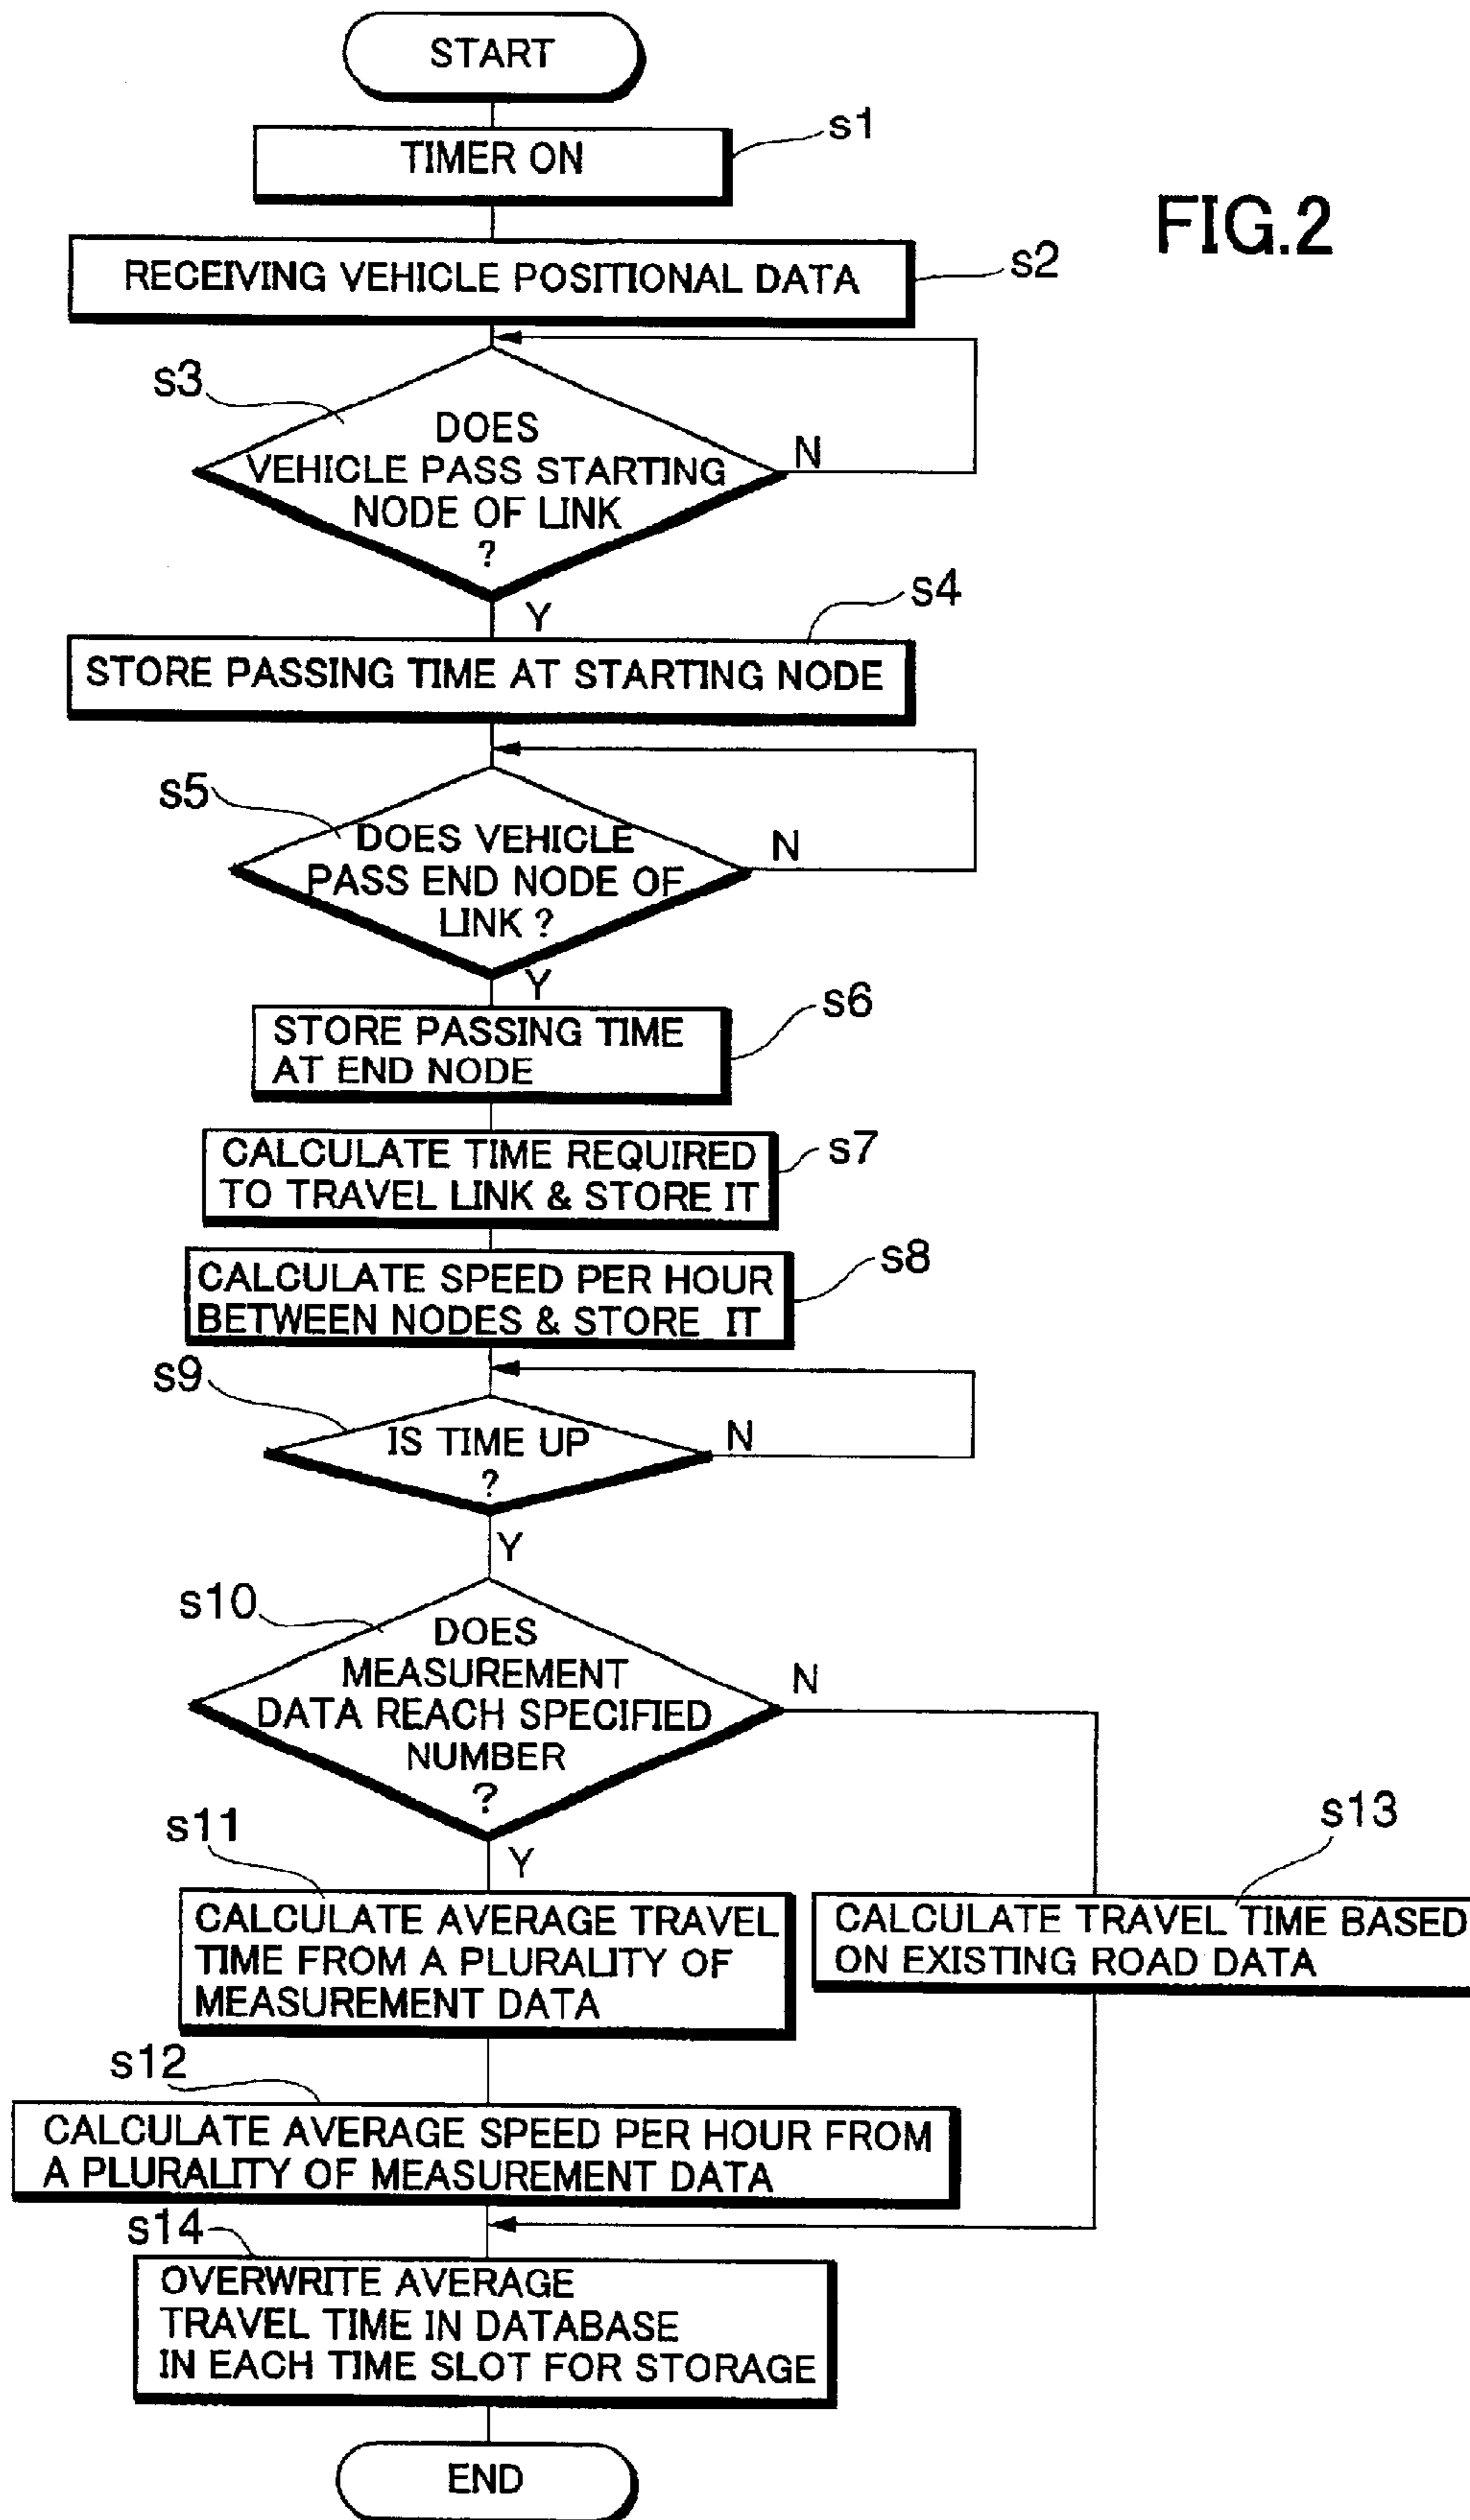 START
s1
TIMER ON
FIG.2
s2
RECEIVING VEHICLE POSITIONAL DATA
s3
DOES
VEHICLE PASS STARTING
NODE OF LINK
?
N
Y
s4
STORE PASSING TIME AT STARTING NODE
s5
DOES VEHICLE
PASS END NODE OF
LINK ?
N
Y
s6
STORE PASSING TIME
AT END NODE
s7
CALCULATE TIME REQUIRED
TO TRAVEL LINK & STORE IT
s8
CALCULATE SPEED PER HOUR
BETWEEN NODES & STORE IT
s9
IS TIME UP
?
N
Y
s10
DOES
MEASUREMENT
DATA REACH SPECIFIED
NUMBER
?
N
Y
s11
CALCULATE AVERAGE TRAVEL
TIME FROM A PLURALITY OF
MEASUREMENT DATA
s13
CALCULATE TRAVEL TIME BASED
ON EXISTING ROAD DATA
s12
CALCULATE AVERAGE SPEED PER HOUR FROM
A PLURALITY OF MEASUREMENT DATA
s14
OVERWRITE AVERAGE
TRAVEL TIME IN DATABASE
IN EACH TIME SLOT FOR STORAGE
END